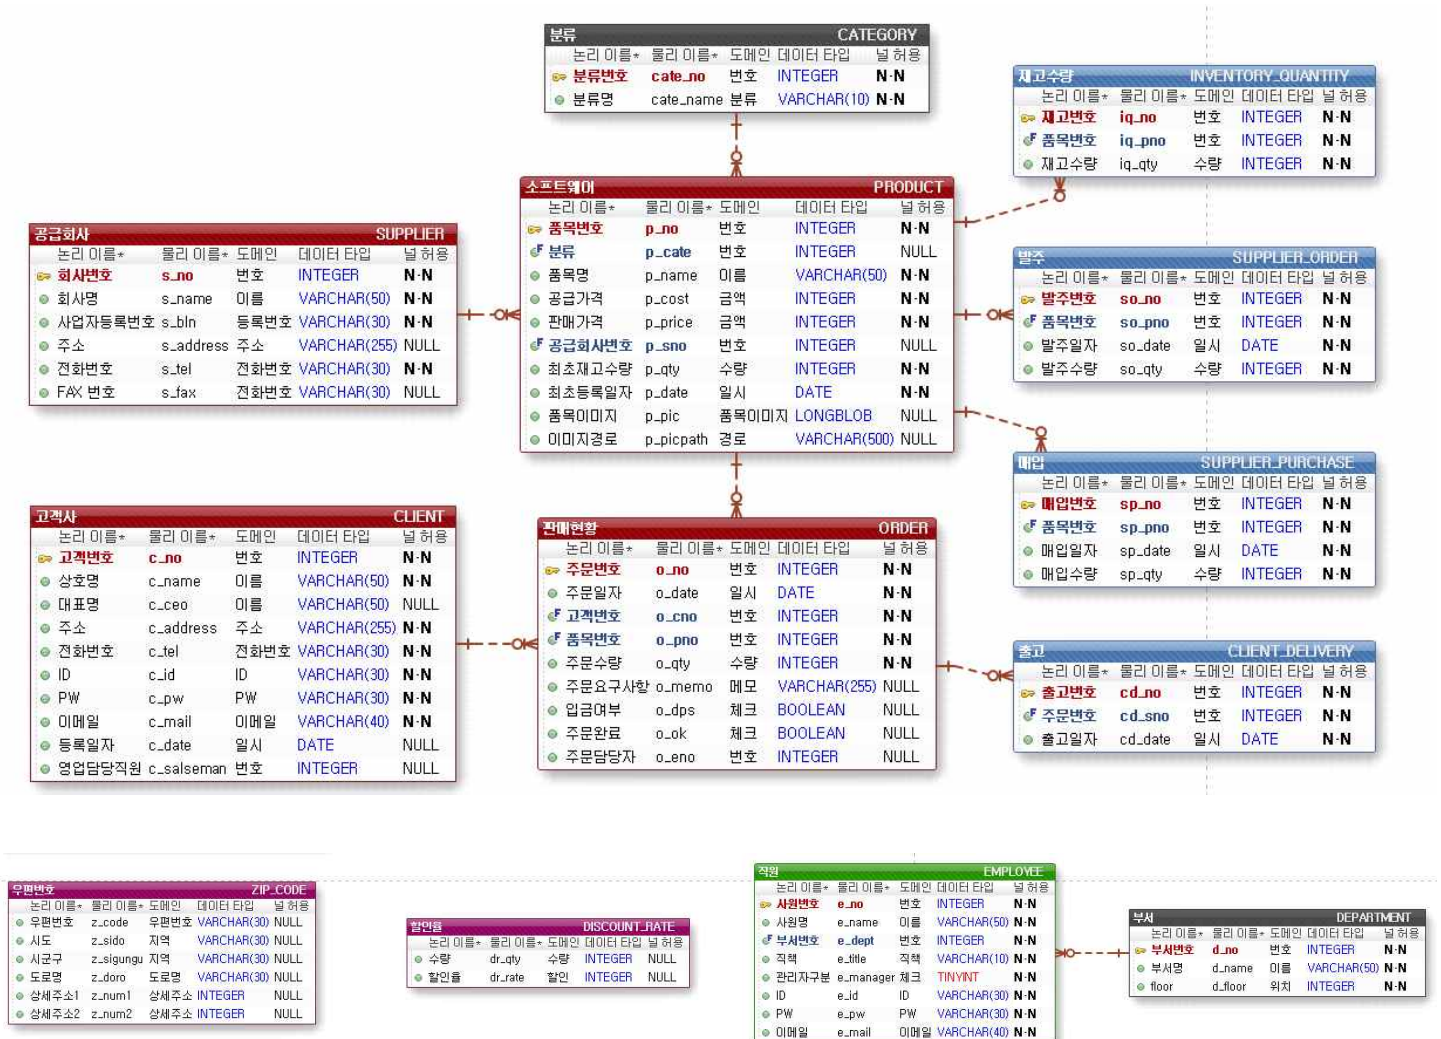 분류 CATEGORY
논리 이름* 물리 이름* 도메인 데이터 타입 널 허용
분류번호 cate_no 번호 INTEGER N-N
분류명 cate_name 분류 VARCHAR(10) N-N
재고수량 INVENTORY_QUANTITY
논리 이름* 물리 이름* 도메인 데이터 타입 널 허용
재고번호 iq_no 번호 INTEGER N-N
품목번호 iq_pno 번호 INTEGER N-N
재고수량 iq_qty 수량 INTEGER N-N
소프트웨어 PRODUCT
논리 이름* 물리 이름* 도메인 데이터 타입 널 허용
품목번호 p_no 번호 INTEGER N-N
분류 p_cate 번호 INTEGER NULL
품목명 p_name 이름 VARCHAR(50) N-N
공급가격 p_cost 금액 INTEGER N-N
판매가격 p_price 금액 INTEGER N-N
공급회사번호 p_sno 번호 INTEGER NULL
최초재고수량 p_qty 수량 INTEGER N-N
최초등록일자 p_date 일시 DATE N-N
품목이미지 p_pic 품목이미지 LONGBLOB NULL
이미지경로 p_picpath 경로 VARCHAR(500) NULL
공급회사 SUPPLIER
논리 이름* 물리 이름* 도메인 데이터 타입 널 허용
회사번호 s_no 번호 INTEGER N-N
회사명 s_name 이름 VARCHAR(50) N-N
사업자등록번호 s_bln 등록번호 VARCHAR(30) N-N
주소 s_address 주소 VARCHAR(255) NULL
전화번호 s_tel 전화번호 VARCHAR(30) N-N
FAX 번호 s_fax 전화번호 VARCHAR(30) NULL
발주 SUPPLIER_ORDER
논리 이름* 물리 이름* 도메인 데이터 타입 널 허용
발주번호 so_no 번호 INTEGER N-N
품목번호 so_pno 번호 INTEGER N-N
발주일자 so_date 일시 DATE N-N
발주수량 so_qty 수량 INTEGER N-N
매입 SUPPLIER_PURCHASE
논리 이름* 물리 이름* 도메인 데이터 타입 널 허용
매입번호 sp_no 번호 INTEGER N-N
품목번호 sp_pno 번호 INTEGER N-N
매입일자 sp_date 일시 DATE N-N
매입수량 sp_qty 수량 INTEGER N-N
고객사 CLIENT
논리 이름* 물리 이름* 도메인 데이터 타입 널 허용
고객번호 c_no 번호 INTEGER N-N
상호명 c_name 이름 VARCHAR(50) N-N
대표명 c_ceo 이름 VARCHAR(50) NULL
주소 c_address 주소 VARCHAR(255) N-N
전화번호 c_tel 전화번호 VARCHAR(30) N-N
ID c_id ID VARCHAR(30) N-N
PW c_pw PW VARCHAR(30) N-N
이메일 c_mail 이메일 VARCHAR(40) N-N
등록일자 c_date 일시 DATE NULL
영업담당직원 c_salseman 번호 INTEGER NULL
판매현황 ORDER
논리 이름* 물리 이름* 도메인 데이터 타입 널 허용
주문번호 o_no 번호 INTEGER N-N
주문일자 o_date 일시 DATE N-N
고객번호 o_cno 번호 INTEGER N-N
품목번호 o_pno 번호 INTEGER N-N
주문수량 o_qty 수량 INTEGER N-N
주문요구사항 o_memo 메모 VARCHAR(255) NULL
입금여부 o_dps 체크 BOOLEAN NULL
주문완료 o_ok 체크 BOOLEAN NULL
주문담당자 o_eno 번호 INTEGER NULL
출고 CLIENT_DELIVERY
논리 이름* 물리 이름* 도메인 데이터 타입 널 허용
출고번호 cd_no 번호 INTEGER N-N
주문번호 cd_sno 번호 INTEGER N-N
출고일자 cd_date 일시 DATE N-N
우편번호 ZIP_CODE
논리 이름* 물리 이름* 도메인 데이터 타입 널 허용
우편번호 z_code 우편번호 VARCHAR(30) NULL
시도 z_sido 지역 VARCHAR(30) NULL
시군구 z_sigungu 지역 VARCHAR(30) NULL
도로명 z_doro 도로명 VARCHAR(30) NULL
상세주소1 z_num1 상세주소 INTEGER NULL
상세주소2 z_num2 상세주소 INTEGER NULL
할인율 DISCOUNT_RATE
논리 이름* 물리 이름* 도메인 데이터 타입 널 허용
수량 dr_qty 수량 INTEGER NULL
할인율 dr_rate 할인 INTEGER NULL
직원 EMPLOYEE
논리 이름* 물리 이름* 도메인 데이터 타입 널 허용
사원번호 e_no 번호 INTEGER N-N
사원명 e_name 이름 VARCHAR(50) N-N
부서번호 e_dept 번호 INTEGER N-N
직책 e_title 직책 VARCHAR(10) N-N
관리자구분 e_manager 체크 TINYINT N-N
ID e_id ID VARCHAR(30) N-N
PW e_pw PW VARCHAR(30) N-N
이메일 e_mail 이메일 VARCHAR(40) N-N
부서 DEPARTMENT
논리 이름* 물리 이름* 도메인 데이터 타입 널 허용
부서번호 d_no 번호 INTEGER N-N
부서명 d_name 이름 VARCHAR(50) N-N
floor d_floor 위치 INTEGER N-N